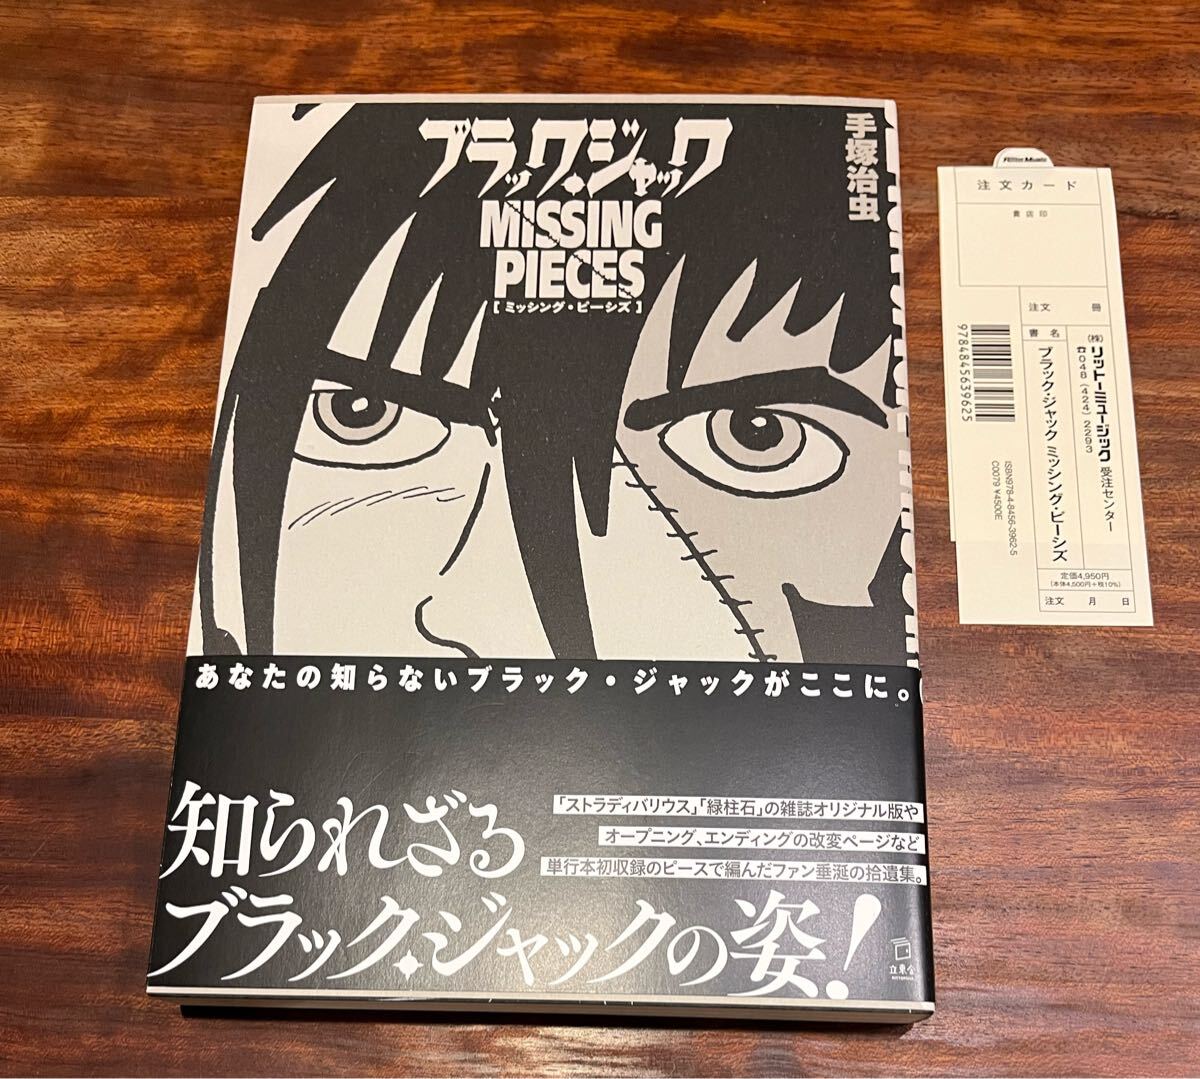 ブラック・ジャック
MISSING
PIECES
[ ミッシング・ピーシズ ]
手塚治虫
あなたの知らないブラック・ジャックがここに。
知られざる
ブラック・ジャックの姿!
「ストラディバリウス」「緑柱石」の雑誌オリジナル版や
オープニング、エンディングの改変ページなど
単行本初収録のピースで編んだファン垂涎の拾遺集。
立東舎
RITTORSHA
Rittor Music
注文カード
貴店印
注文 冊
書名
ブラック・ジャック ミッシング・ピーシズ
(株)リットーミュージック 受注センター
☎048(424)2293
定価4,950円
(本体4,500円+税10%)
注文 月 日
9784845639625
ISBN978-4-8456-3962-5
C0079 ¥4500E